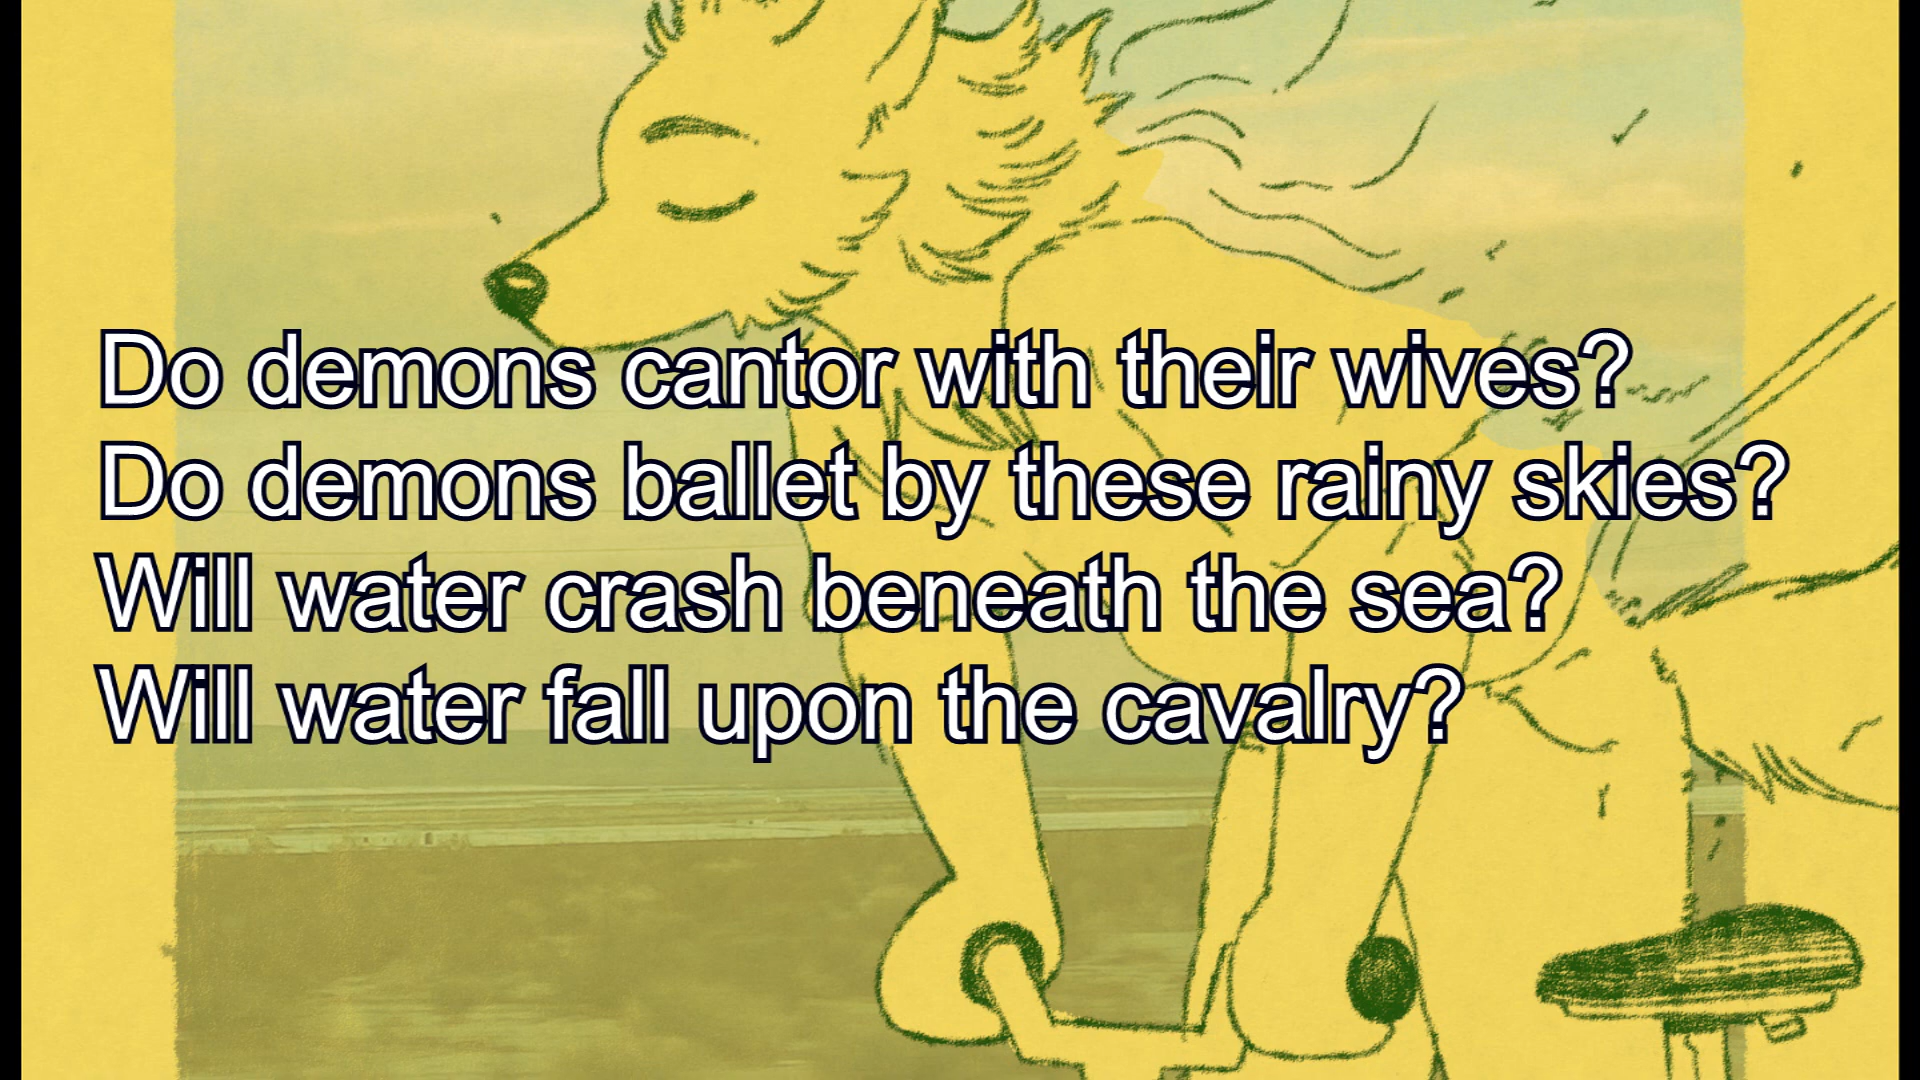 Do demons cantor with their wives?
Do demons ballet by these rainy skies?
Will water crash beneath the sea?
Will water fall upon the cavalry?